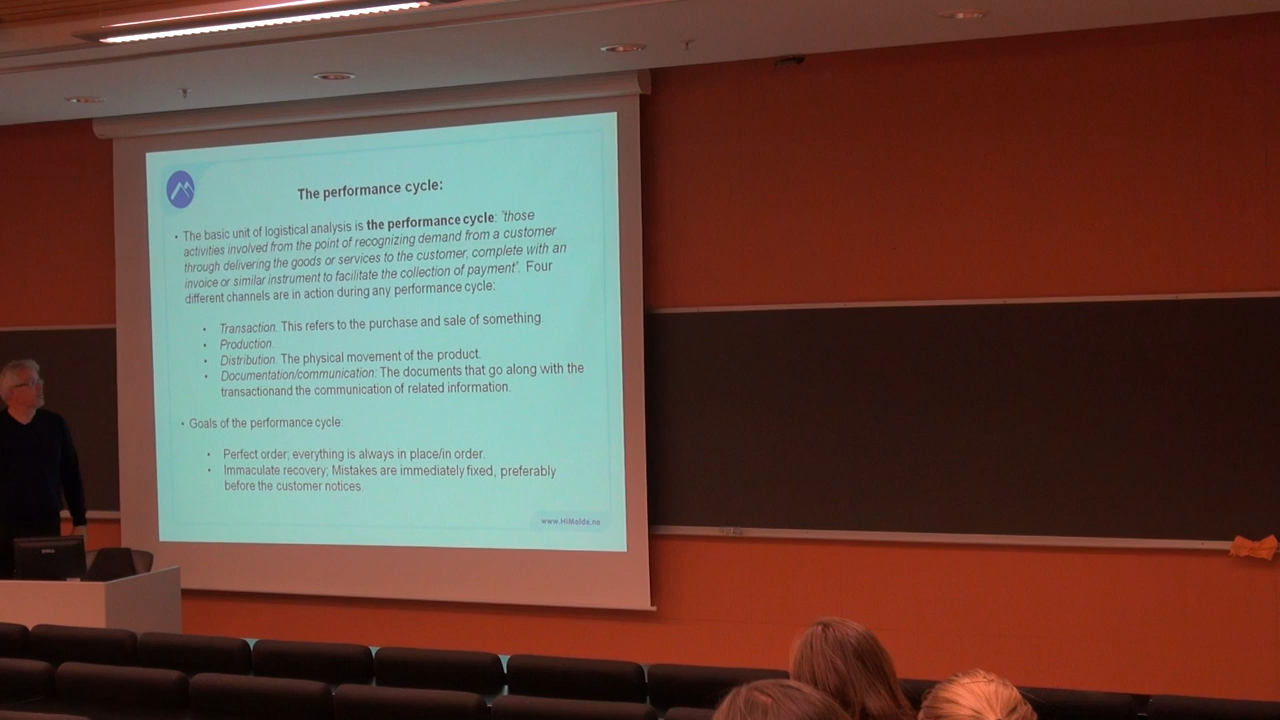 The performance cycle:
• The basic unit of logistical analysis is the performance cycle: "those
activities involved from the point of recognizing demand from a customer
through delivering the goods or services to the customer, complete with an
invoice or similar instrument to facilitate the collection of payment". Four
different channels are in action during any performance cycle:
• Transaction. This refers to the purchase and sale of something.
• Production.
• Distribution. The physical movement of the product.
• Documentation/communication: The documents that go along with the
transactionand the communication of related information.
• Goals of the performance cycle:
• Perfect order; everything is always in place/in order.
• Immaculate recovery; Mistakes are immediately fixed, preferably
before the customer notices.
www.HiMolde.no